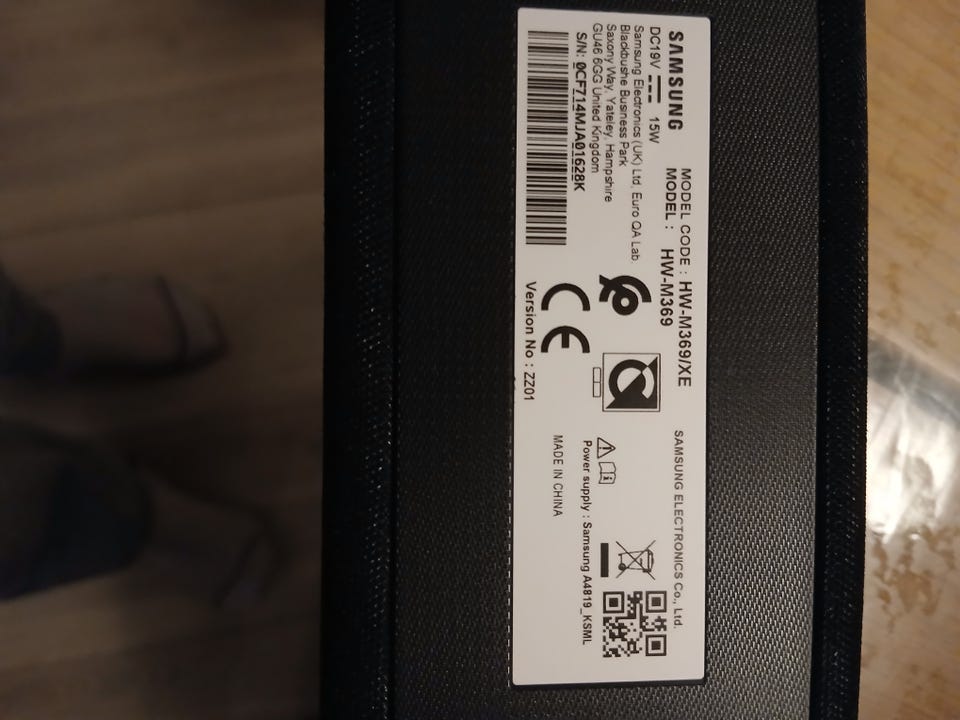 SAMSUNG
DC19V 15W
MODEL CODE : HW-M369/XE
MODEL : HW-M369
Samsung Electronics (UK) Ltd, Euro QA Lab.
Blackbushe Business Park
Saxony Way, Yateley, Hampshire
GU46 6GG United Kingdom
S/N: 0CF714MJA01628K
CE
Version No : ZZ01
SAMSUNG ELECTRONICS Co., Ltd.
Power supply : Samsung A4819_KSML
MADE IN CHINA